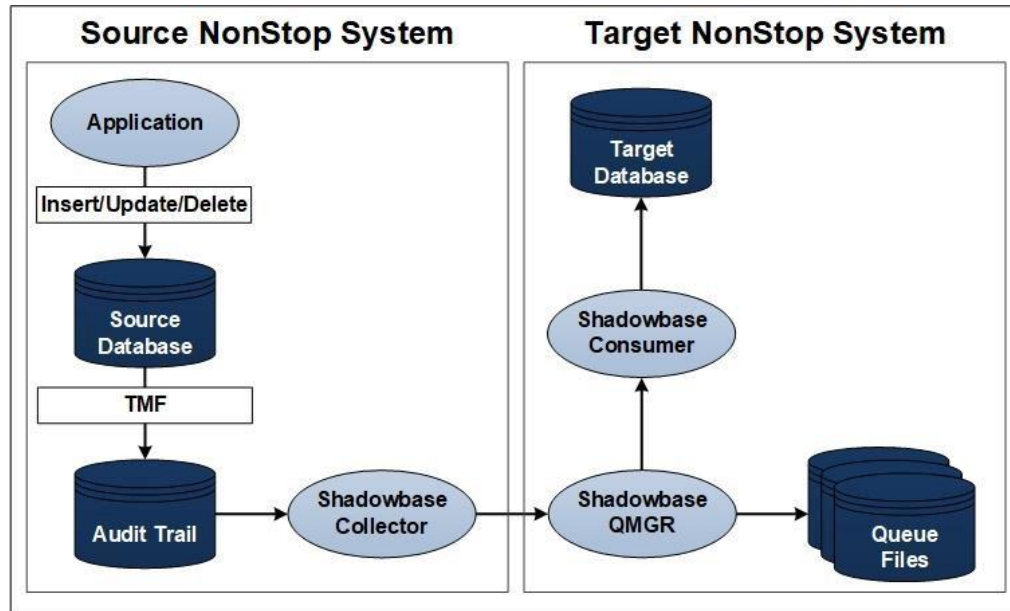 Source NonStop System
Target NonStop System
Application
Insert/Update/Delete
Source
Database
TMF
Audit Trail
Shadowbase
Collector
Target
Database
Shadowbase
Consumer
Shadowbase
QMGR
Queue
Files